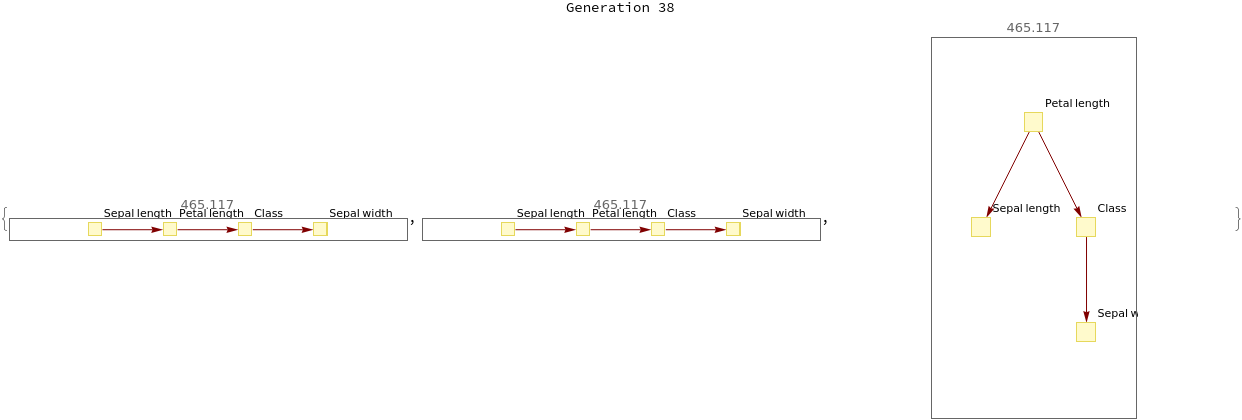 Generation 38
465.117
Sepal length Petal length Class Sepal width
,
465.117
Sepal length Petal length Class Sepal width
,
465.117
Petal length
Sepal length Class
Sepal w